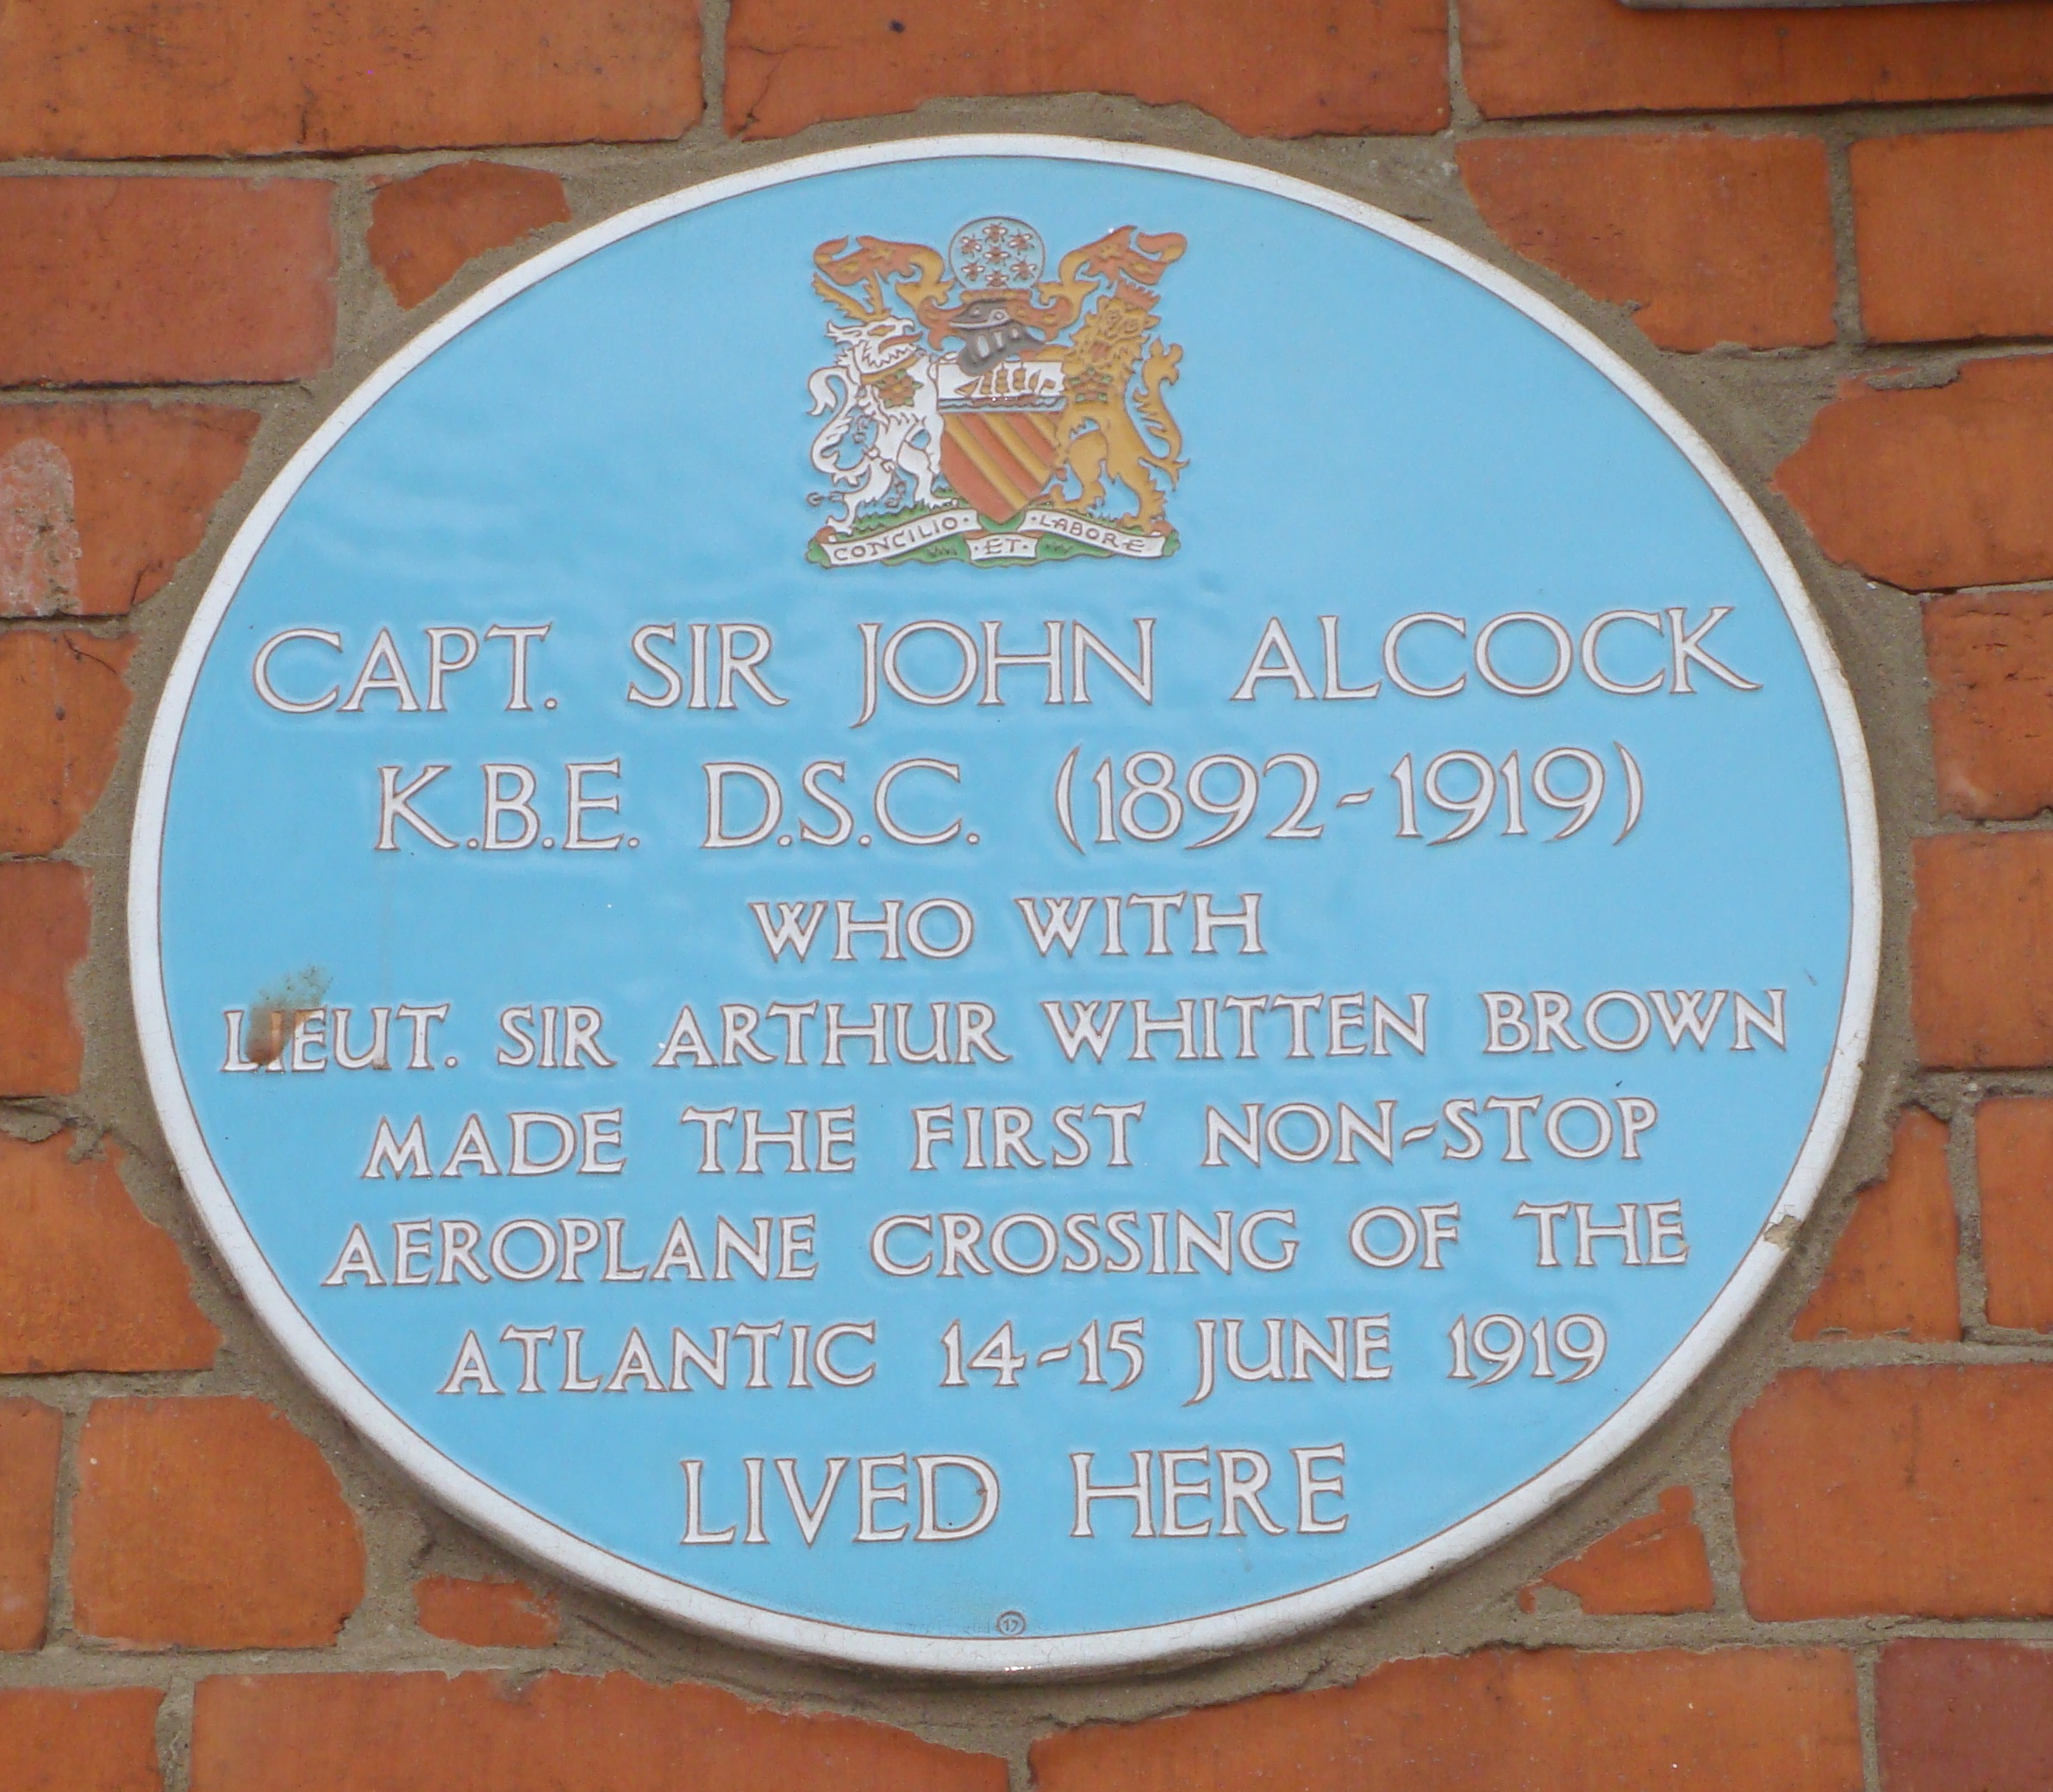 CONCILIO ET LABORE
CAPT. SIR JOHN ALCOCK
K.B.E. D.S.C. (1892-1919)
WHO WITH
LIEUT. SIR ARTHUR WHITTEN BROWN
MADE THE FIRST NON-STOP
AEROPLANE CROSSING OF THE
ATLANTIC 14-15 JUNE 1919
LIVED HERE